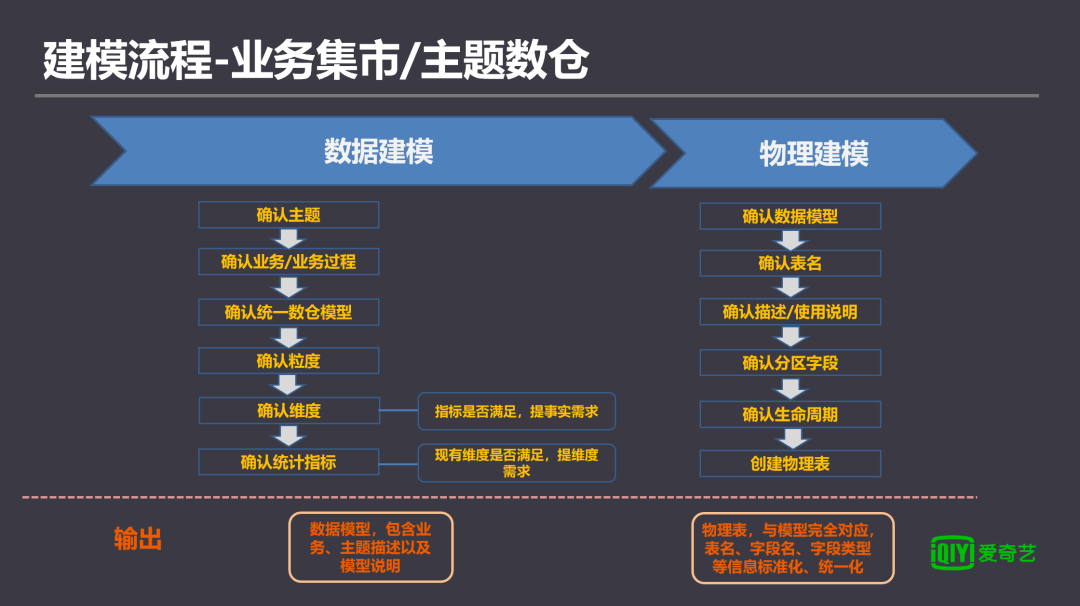 建模流程-业务集市/主题数仓
数据建模
物理建模
确认主题
确认业务/业务过程
确认统一数仓模型
确认粒度
确认维度
指标是否满足，提事实需求
确认统计指标
现有维度是否满足，提维度
需求
确认数据模型
确认表名
确认描述/使用说明
确认分区字段
确认生命周期
创建物理表
输出
数据模型，包含业
务、主题描述以及
模型说明
物理表，与模型完全对应，
表名、字段名、字段类型
等信息标准化、统一化
iQIYI 爱奇艺